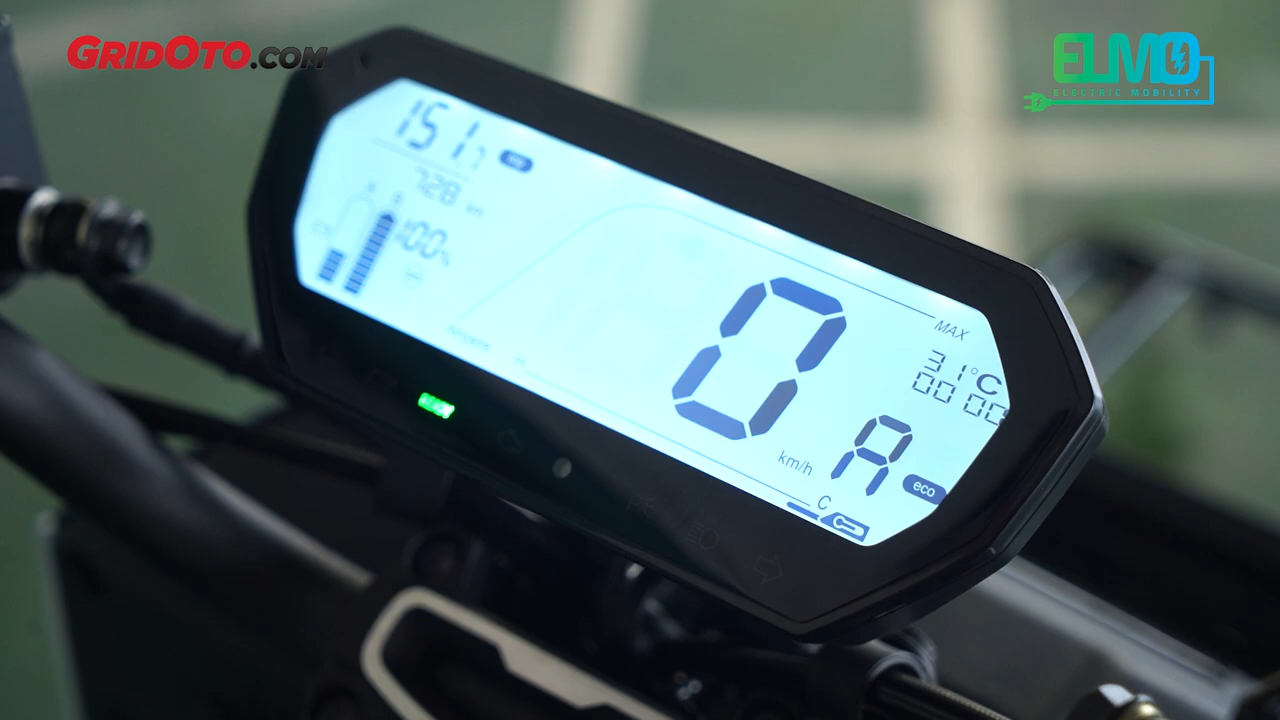 GRIDOTO.COM
ELMO
ELECTRIC MOBILITY
151
728 km
100%
MAX
31°C
00 00
0
km/h
A
eco
C